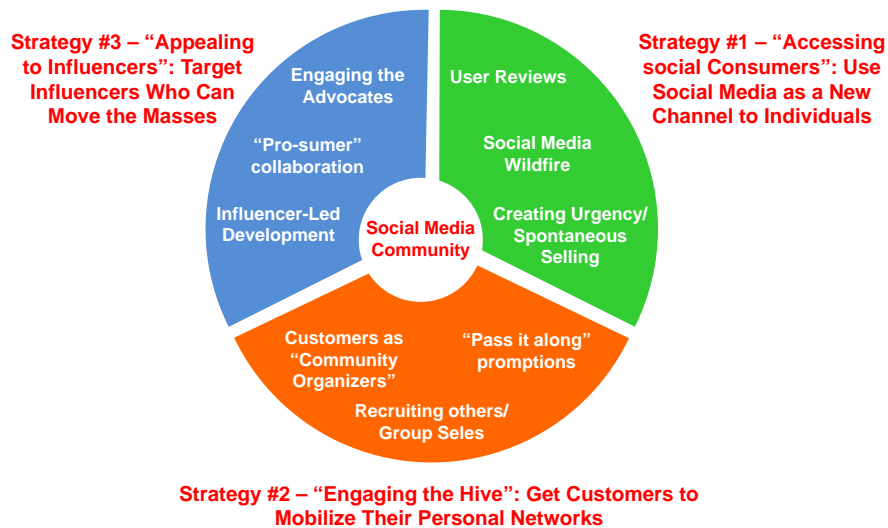 Strategy #3 – “Appealing
to Influencers”: Target
Influencers Who Can
Move the Masses
Strategy #1 – “Accessing
social Consumers”: Use
Social Media as a New
Channel to Individuals
Engaging the
Advocates
“Pro-sumer”
collaboration
Influencer-Led
Development
User Reviews
Social Media
Wildfire
Creating Urgency/
Spontaneous
Selling
Social Media
Community
Customers as
“Community
Organizers”
“Pass it along”
promptions
Recruiting others/
Group Seles
Strategy #2 – “Engaging the Hive”: Get Customers to
Mobilize Their Personal Networks